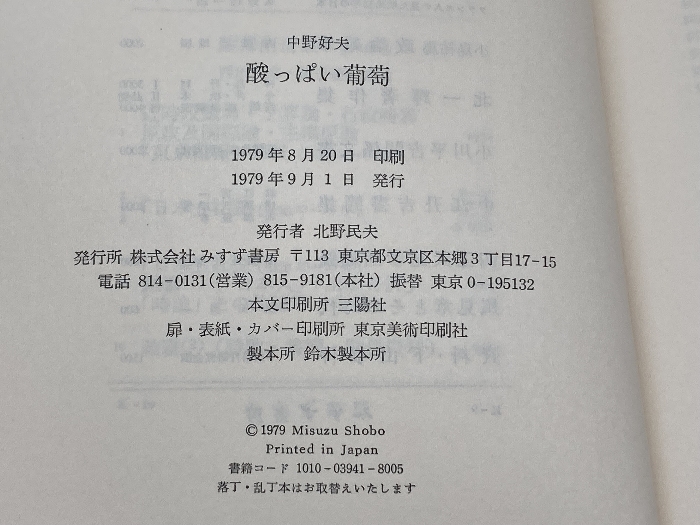 中野好夫
酸っぱい葡萄
1979年8月20日 印刷
1979年9月1日 発行
発行者 北野民夫
発行所 株式会社 みすず書房 〒113 東京都文京区本郷3丁目17-15
電話 814-0131(営業) 815-9181(本社) 振替 東京0-195132
本文印刷所 三陽社
扉・表紙・カバー印刷所 東京美術印刷社
製本所 鈴木製本所
©1979 Misuzu Shobo
Printed in Japan
書籍コード 1010-03941-8005
落丁・乱丁本はお取替えいたします